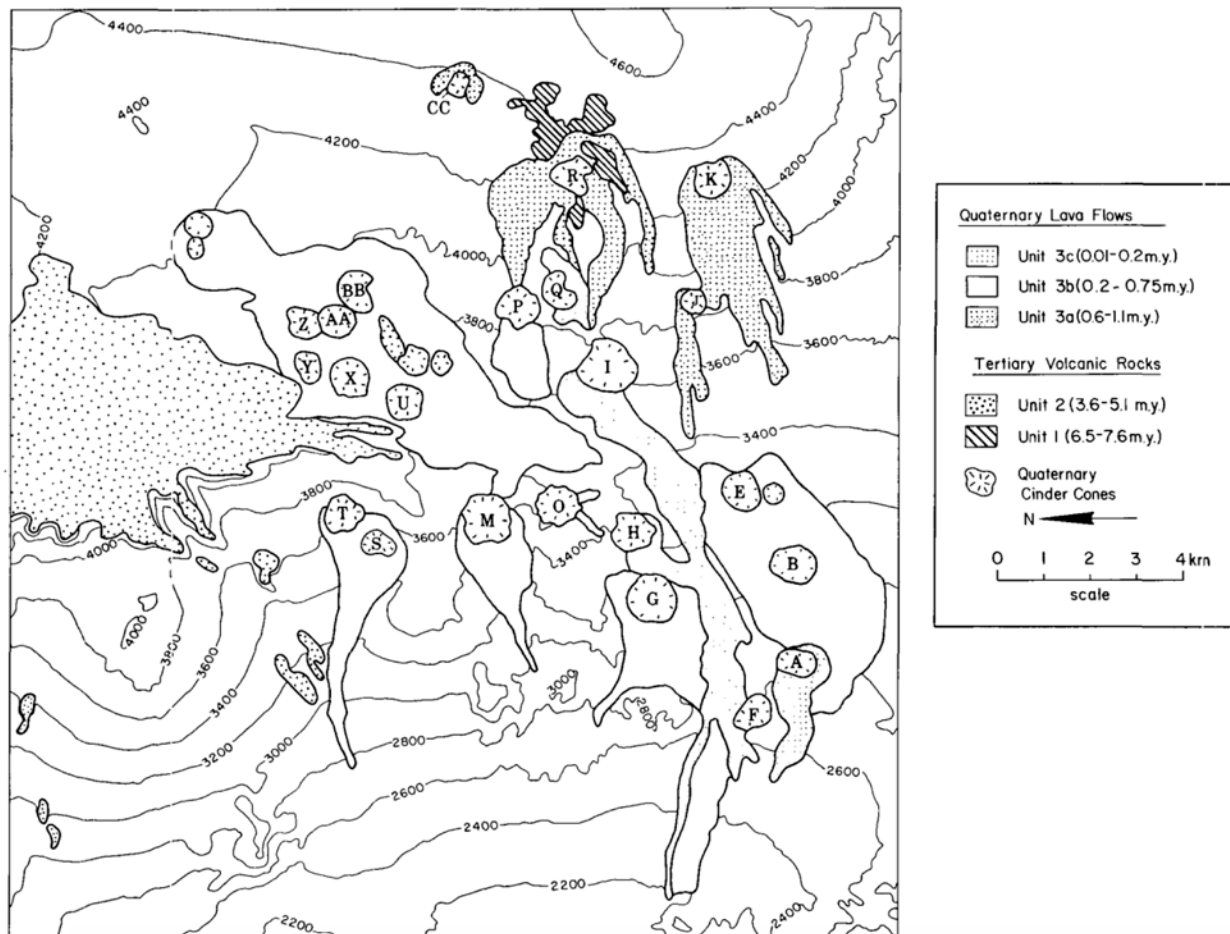 4400
4600
4400
CC
4400
4200
4400
4200
R
K
4200
4000
4000
3800
BB
Q
J
P
Z
AA
3800
3600
I
Y
X
U
3400
3800
E
T
M
O
4000
3600
H
S
3400
B
G
4000
3800
3600
A
3000
3400
2800
F
3200
3000
2800
2600
2600
2400
2200
2200
2400
Quaternary Lava Flows
Unit 3c (0.01-0.2 m.y.)
Unit 3b (0.2 - 0.75 m.y.)
Unit 3a (0.6-1.1 m.y.)
Tertiary Volcanic Rocks
Unit 2 (3.6-5.1 m.y.)
Unit 1 (6.5-7.6 m.y.)
Quaternary
Cinder Cones
N
0 1 2 3 4 km
scale